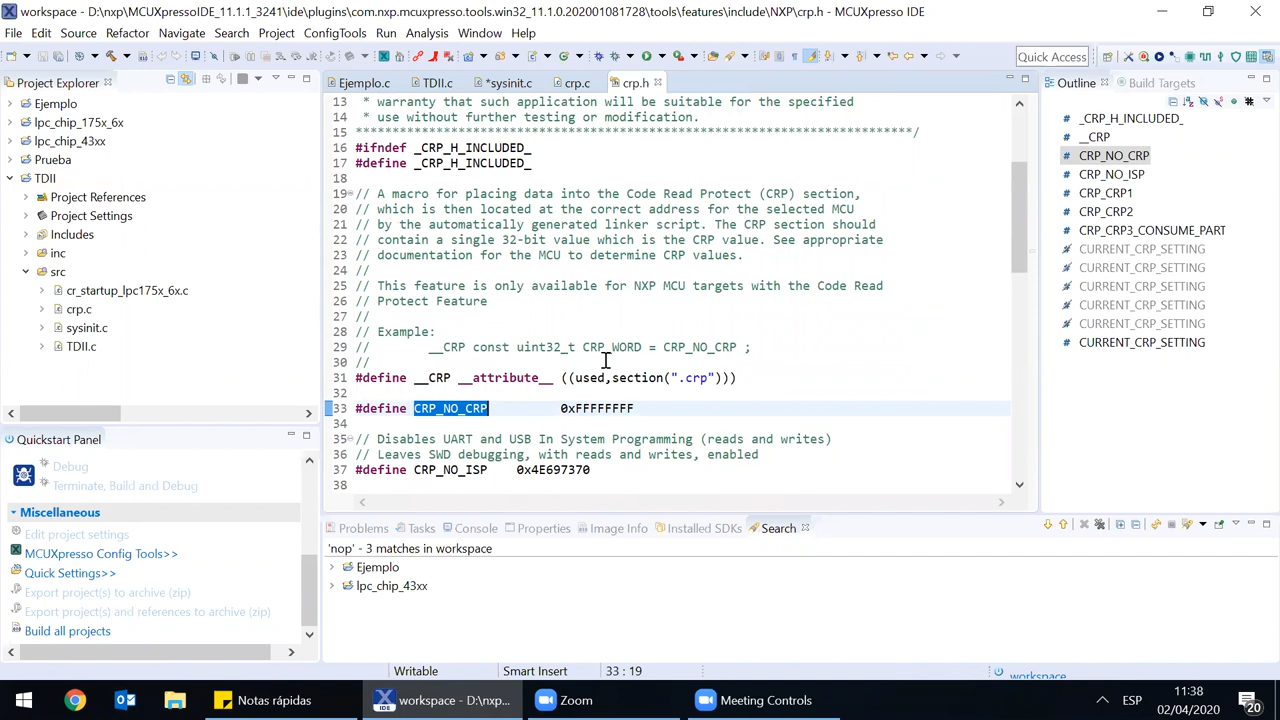 workspace - D:\nxp\MCUXpressoIDE_11.1.1_3241\ide\plugins\com.nxp.mcuxpresso.tools.win32_11.1.0.202001081728\tools\features\include\NXP\crp.h - MCUXpresso IDE
File Edit Source Refactor Navigate Search Project ConfigTools Run Analysis Window Help
Quick Access
Project Explorer
Ejemplo
lpc_chip_175x_6x
lpc_chip_43xx
Prueba
TDII
Project References
Project Settings
Includes
inc
src
cr_startup_lpc175x_6x.c
crp.c
sysinit.c
TDII.c
Quickstart Panel
Debug
Terminate, Build and Debug
Miscellaneous
Edit project settings
MCUXpresso Config Tools>>
Quick Settings>>
Export project(s) to archive (zip)
Export project(s) and references to archive (zip)
Build all projects
Ejemplo.c TDII.c *sysinit.c crp.c crp.h
13 * warranty that such application will be suitable for the specified
14 * use without further testing or modification.
15 *******************************************************************************/
16 #ifndef _CRP_H_INCLUDED_
17 #define _CRP_H_INCLUDED_
18
19 // A macro for placing data into the Code Read Protect (CRP) section,
20 // which is then located at the correct address for the selected MCU
21 // by the automatically generated linker script. The CRP section should
22 // contain a single 32-bit value which is the CRP value. See appropriate
23 // documentation for the MCU to determine CRP values.
24 //
25 // This feature is only available for NXP MCU targets with the Code Read
26 // Protect Feature
27 //
28 // Example:
29 // __CRP const uint32_t CRP_WORD = CRP_NO_CRP ;
30 //
31 #define __CRP __attribute__ ((used,section(".crp")))
32
33 #define CRP_NO_CRP 0xFFFFFFFF
34
35 // Disables UART and USB In System Programming (reads and writes)
36 // Leaves SWD debugging, with reads and writes, enabled
37 #define CRP_NO_ISP 0x4E697370
38
Outline Build Targets
# _CRP_H_INCLUDED_
# __CRP
# CRP_NO_CRP
# CRP_NO_ISP
# CRP_CRP1
# CRP_CRP2
# CRP_CRP3_CONSUME_PART
# CURRENT_CRP_SETTING
# CURRENT_CRP_SETTING
# CURRENT_CRP_SETTING
# CURRENT_CRP_SETTING
# CURRENT_CRP_SETTING
# CURRENT_CRP_SETTING
Problems Tasks Console Properties Image Info Installed SDKs Search
'nop' - 3 matches in workspace
Ejemplo
lpc_chip_43xx
Writable Smart Insert 33 : 19 workspace
Notas rápidas
IDE workspace - D:\nxp...
Zoom
Meeting Controls
ESP
11:38
02/04/2020
20